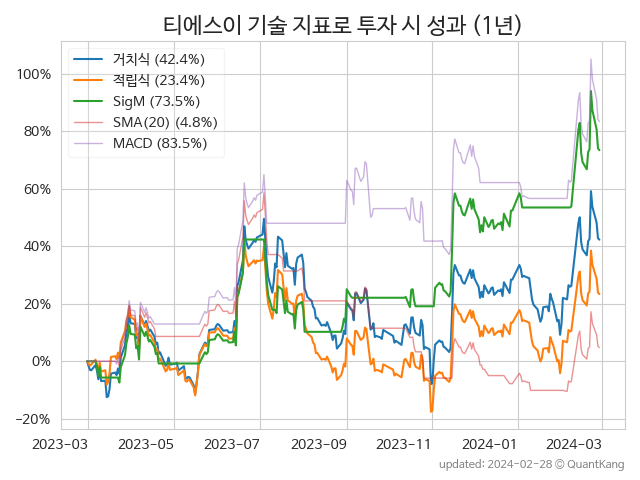 티에스이 기술 지표로 투자 시 성과 (1년)
거치식 (42.4%)
적립식 (23.4%)
SigM (73.5%)
SMA(20) (4.8%)
MACD (83.5%)
100%
80%
60%
40%
20%
0%
−20%
2023-03 2023-05 2023-07 2023-09 2023-11 2024-01 2024-03
updated: 2024-02-28 © QuantKang